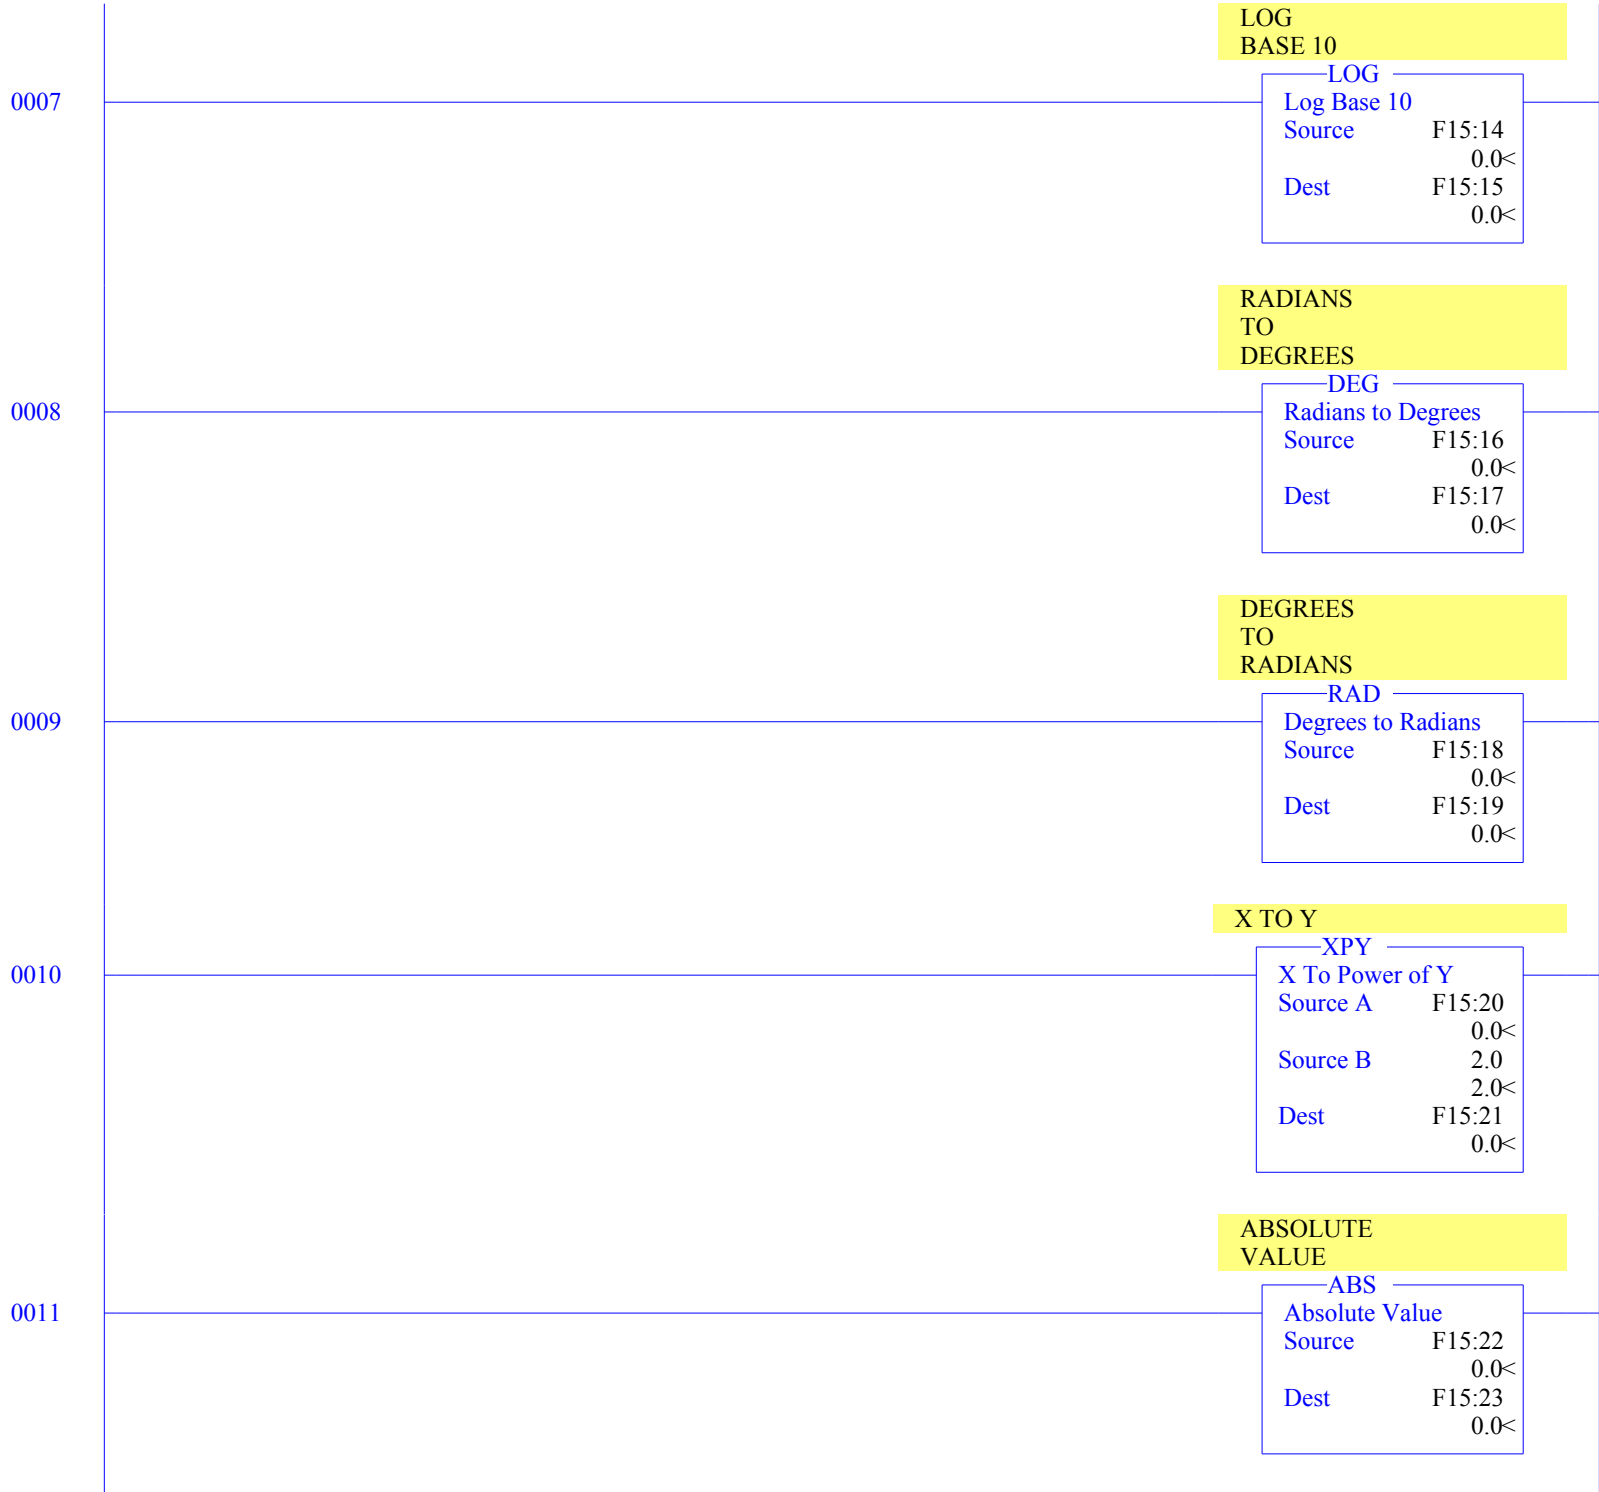 LOG
BASE 10
LOG
0007
Log Base 10
Source F15:14
0.0<
Dest F15:15
0.0<
RADIANS
TO
DEGREES
DEG
0008
Radians to Degrees
Source F15:16
0.0<
Dest F15:17
0.0<
DEGREES
TO
RADIANS
RAD
0009
Degrees to Radians
Source F15:18
0.0<
Dest F15:19
0.0<
X TO Y
XPY
0010
X To Power of Y
Source A F15:20
0.0<
Source B 2.0
2.0<
Dest F15:21
0.0<
ABSOLUTE
VALUE
ABS
0011
Absolute Value
Source F15:22
0.0<
Dest F15:23
0.0<